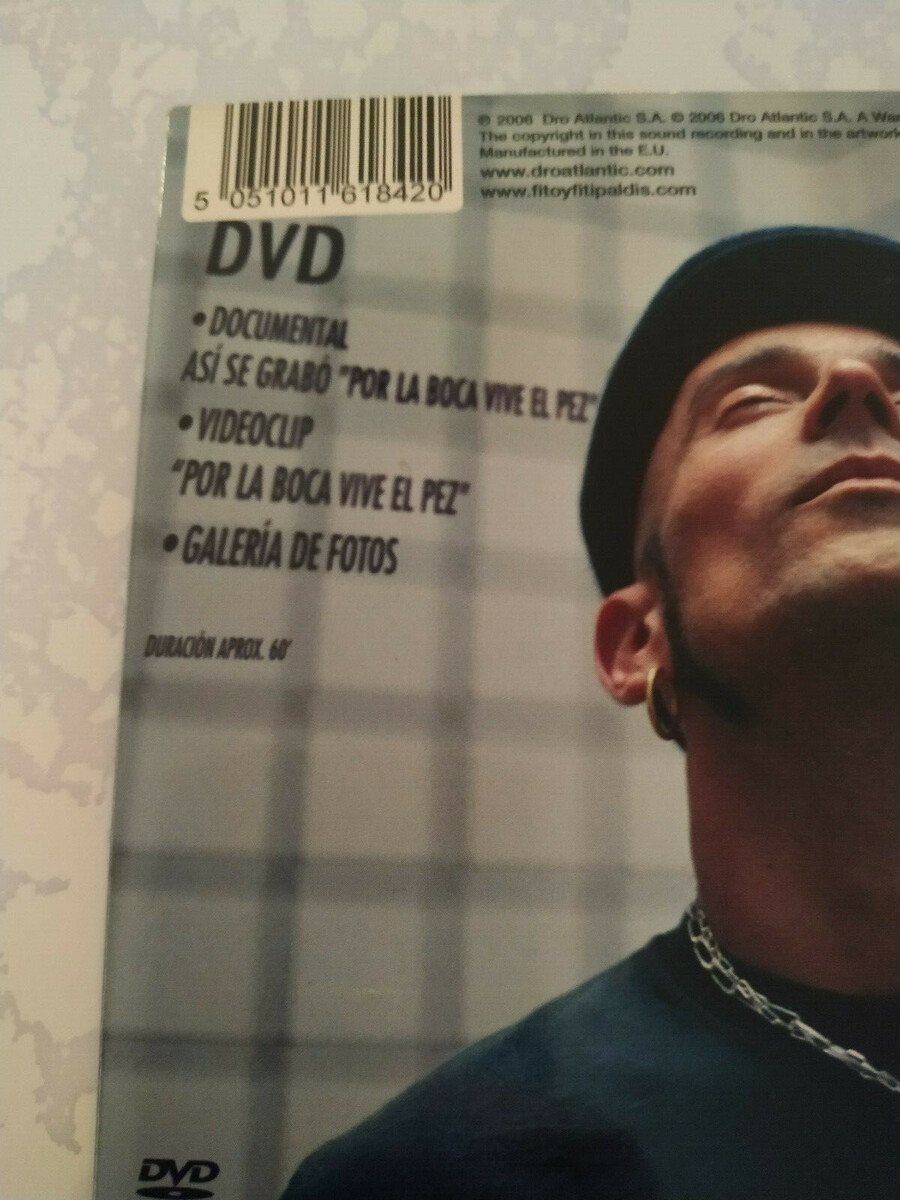 5 051011 618420
℗ 2006 Dro Atlantic S.A. © 2006 Dro Atlantic S.A. A War
The copyright in this sound recording and in the artwork
Manufactured in the E.U.
www.droatlantic.com
www.fitoyfitipaldis.com
DVD
• DOCUMENTAL
ASÍ SE GRABÓ "POR LA BOCA VIVE EL PEZ"
• VIDEOCLIP
"POR LA BOCA VIVE EL PEZ"
• GALERÍA DE FOTOS
DURACIÓN APROX. 60'
DVD